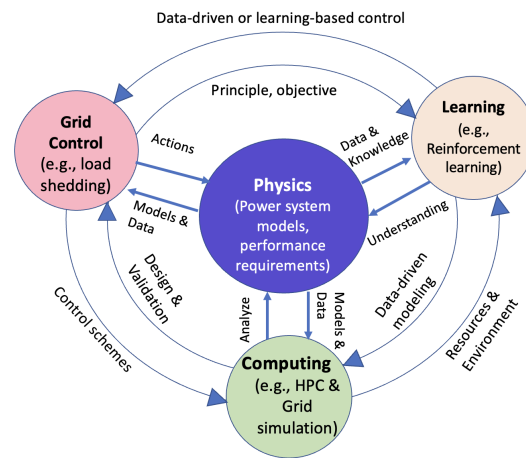 Data-driven or learning-based control
Principle, objective
Grid
Control
(e.g., load
shedding)
Learning
(e.g.,
Reinforcement
learning)
Actions
Models &
Data
Data &
Knowledge
Understanding
Physics
(Power system
models,
performance
requirements)
Design &
Validation
Control schemes
Analyze
Models &
Data
Data-driven
modeling
Resources &
Environment
Computing
(e.g., HPC &
Grid
simulation)